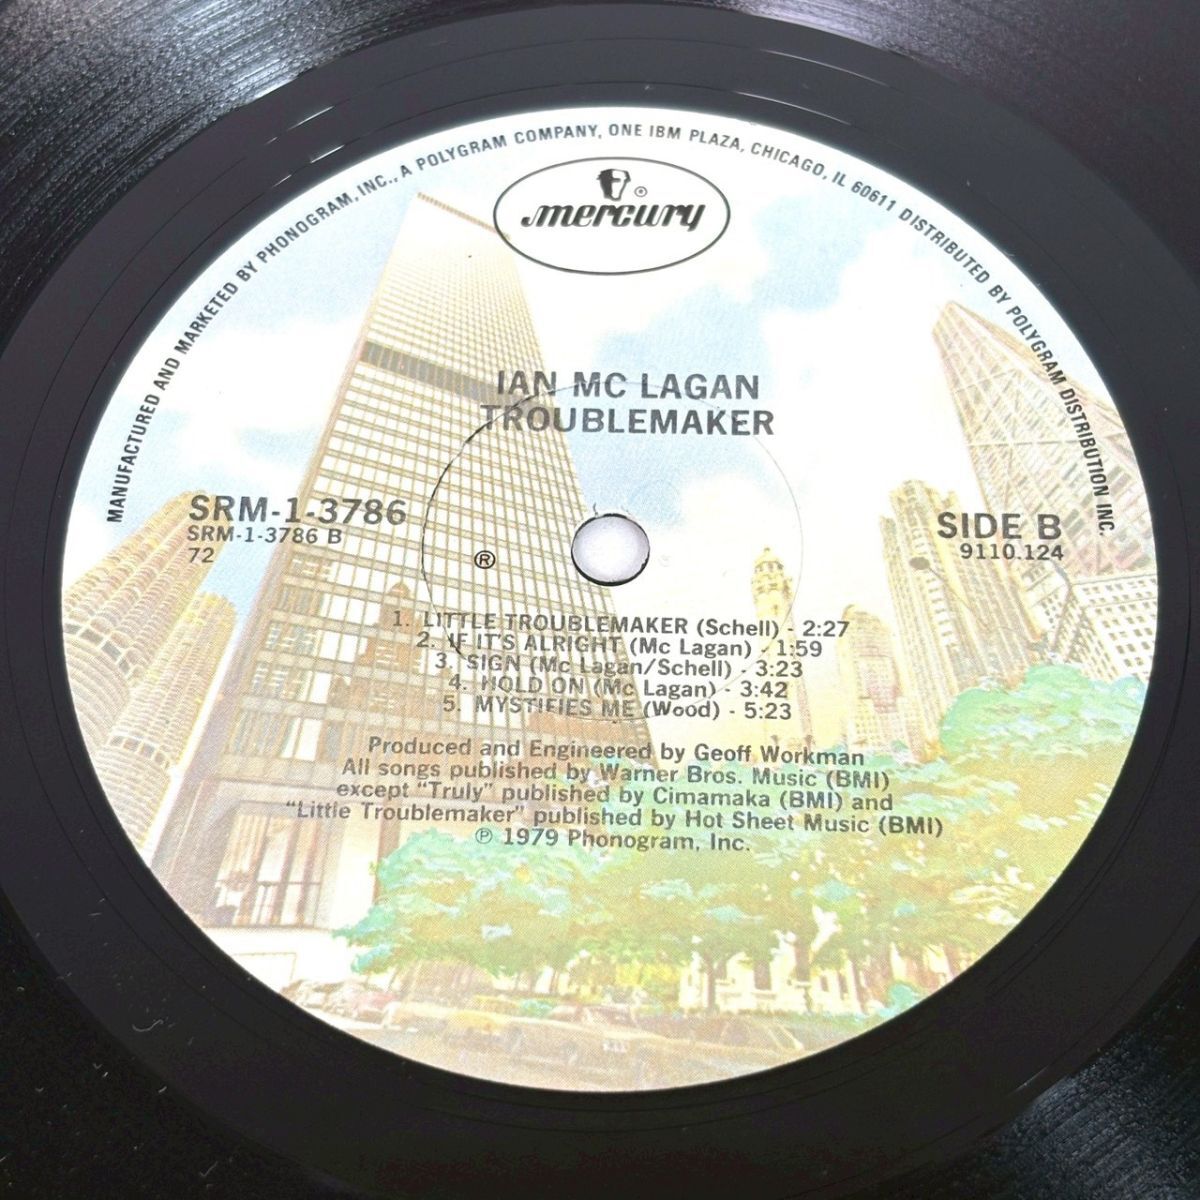 MANUFACTURED AND MARKETED BY PHONOGRAM, INC., A POLYGRAM COMPANY, ONE IBM PLAZA, CHICAGO, IL 60611 DISTRIBUTED BY POLYGRAM DISTRIBUTION INC.
mercury®
IAN MC LAGAN
TROUBLEMAKER
SRM-1-3786
SRM-1-3786 B
72
SIDE B
9110.124
®
1. LITTLE TROUBLEMAKER (Schell) - 2:27
2. IF IT'S ALRIGHT (Mc Lagan) - 1:59
3. SIGN (Mc Lagan/Schell) - 3:23
4. HOLD ON (Mc Lagan) - 3:42
5. MYSTIFIES ME (Wood) - 5:23
Produced and Engineered by Geoff Workman
All songs published by Warner Bros. Music (BMI)
except "Truly" published by Cimamaka (BMI) and
"Little Troublemaker" published by Hot Sheet Music (BMI)
℗ 1979 Phonogram, Inc.